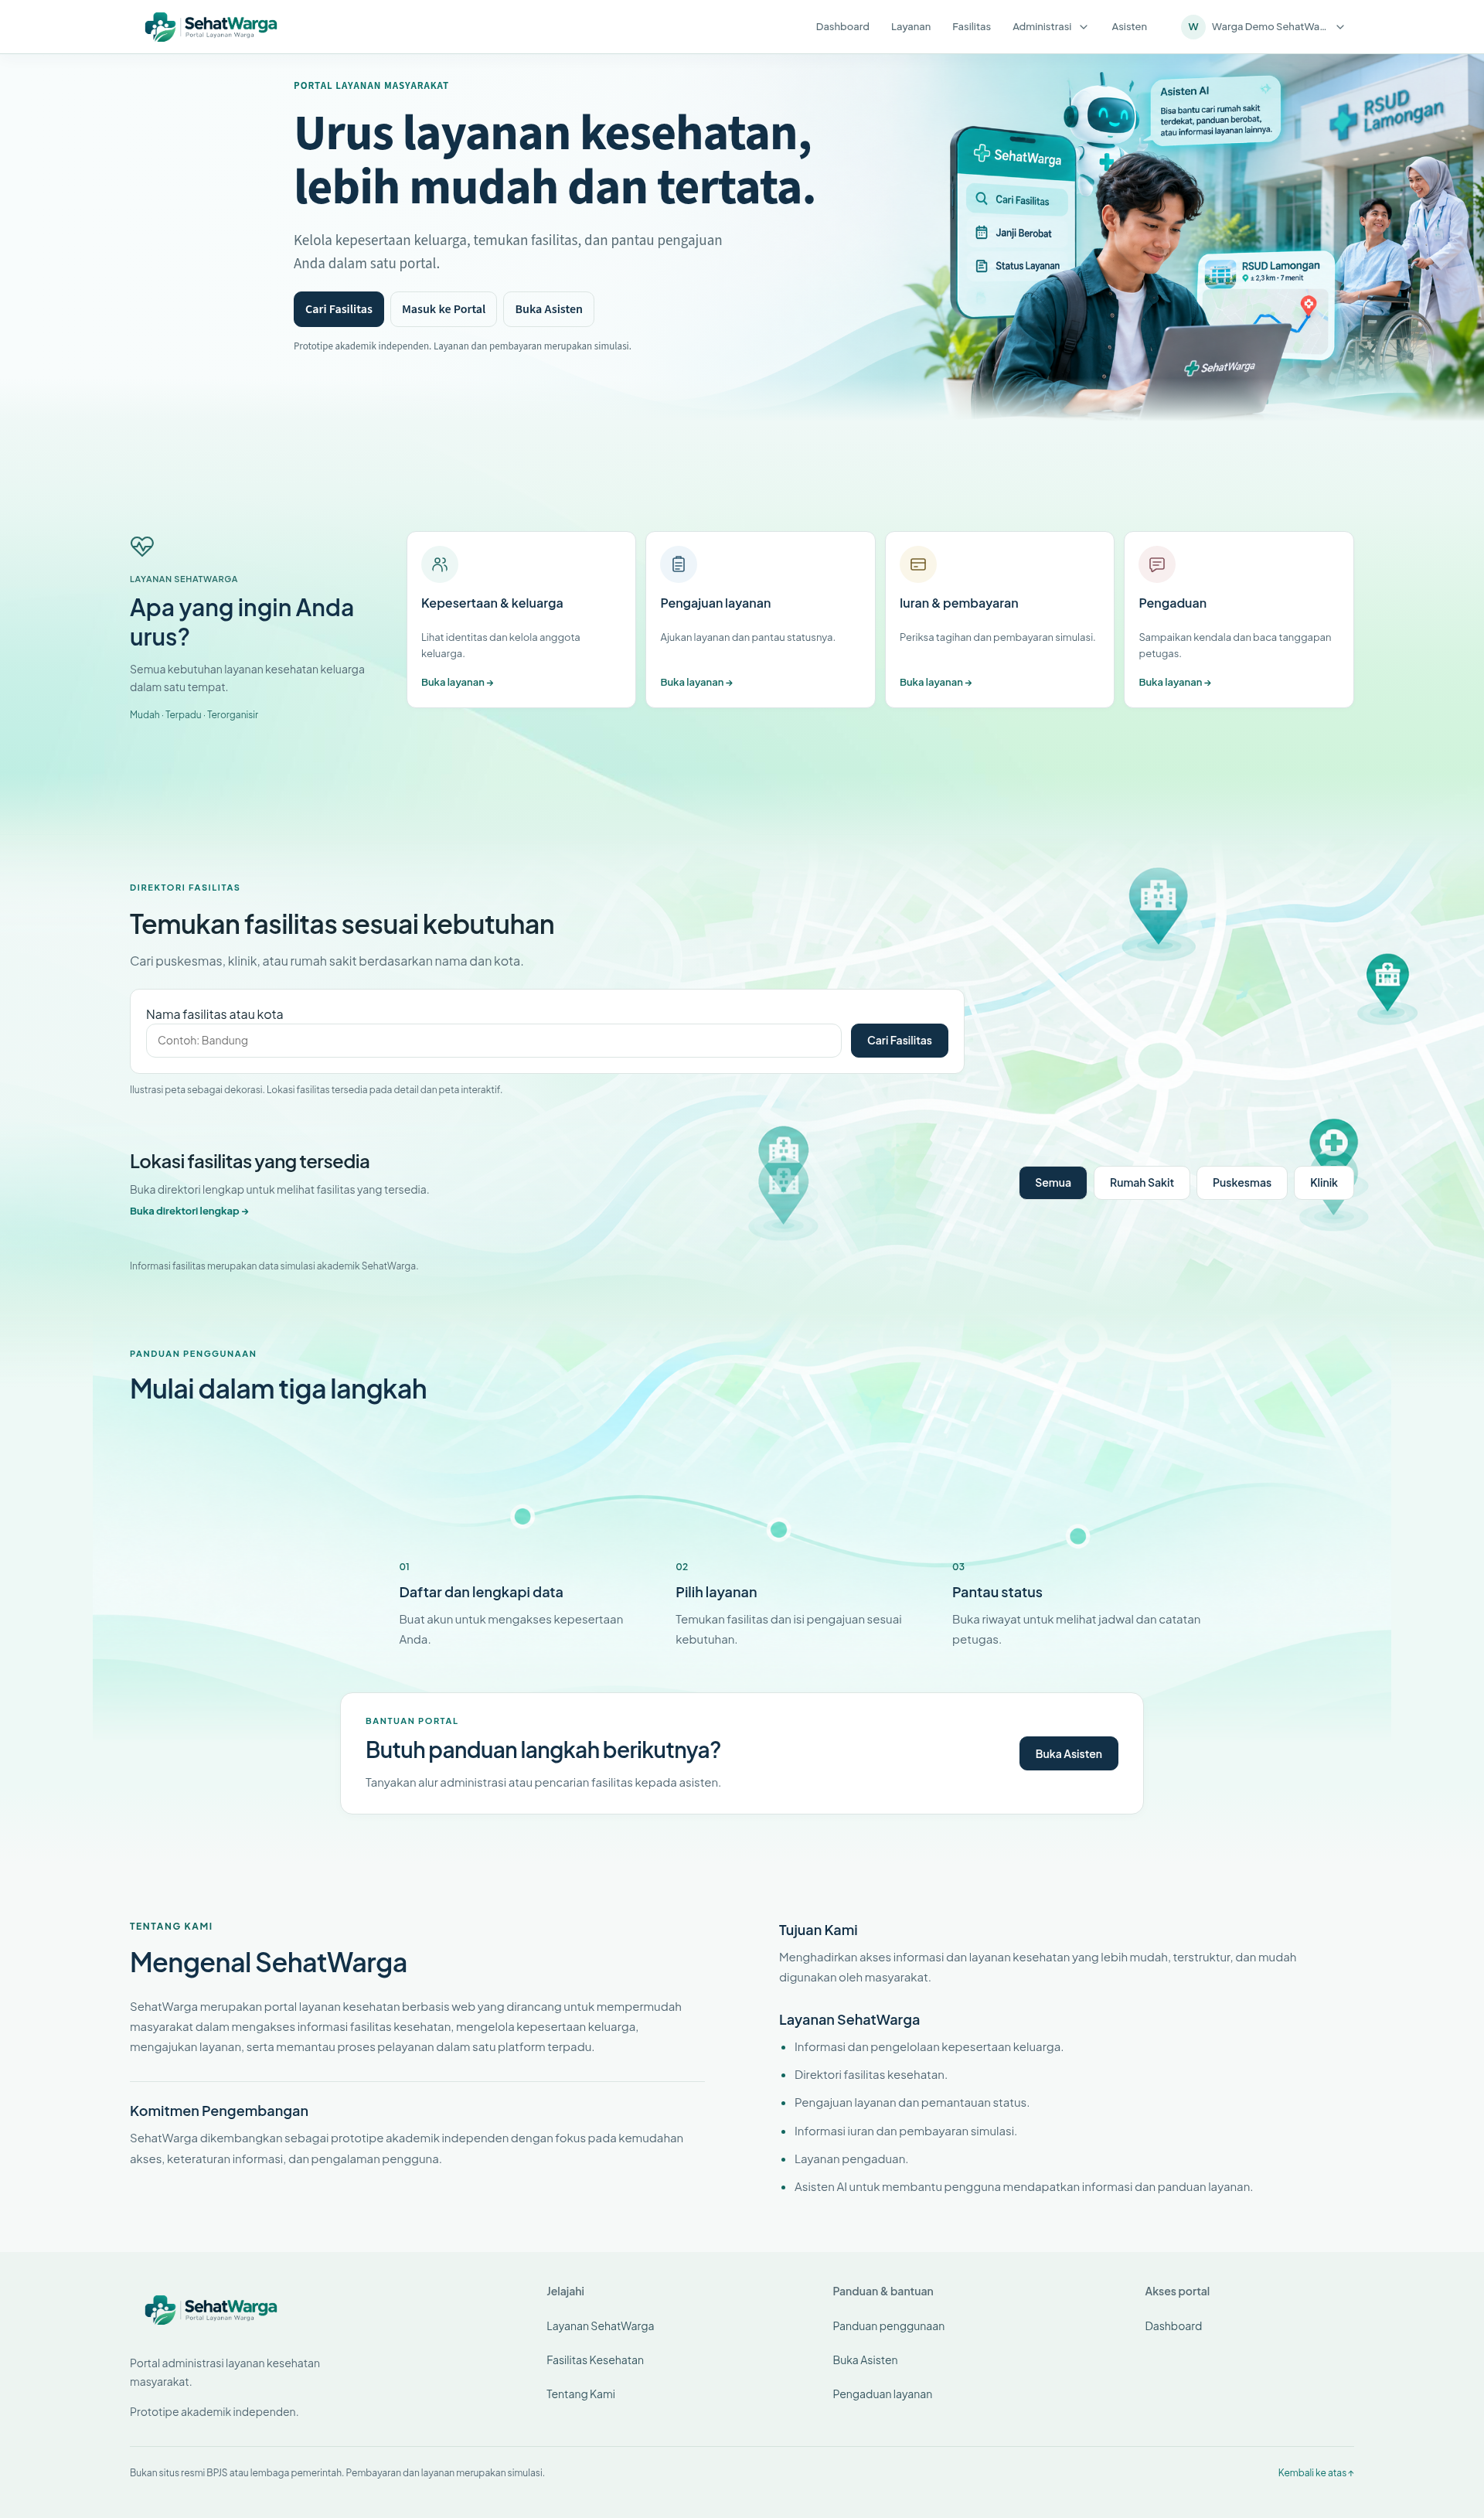 SehatWarga
Portal Layanan Warga
Dashboard
Layanan
Fasilitas
Administrasi
Asisten
W
Warga Demo SehatWa...
PORTAL LAYANAN MASYARAKAT
Urus layanan kesehatan,
lebih mudah dan tertata.
Kelola kepesertaan keluarga, temukan fasilitas, dan pantau pengajuan
Anda dalam satu portal.
Cari Fasilitas
Masuk ke Portal
Buka Asisten
Prototipe akademik independen. Layanan dan pembayaran merupakan simulasi.
SehatWarga
Cari Fasilitas
Janji Berobat
Status Layanan
Asisten AI
Bisa bantu cari rumah sakit
terdekat, panduan berobat,
atau informasi layanan lainnya.
RSUD
Lamongan
RSUD Lamongan
± 2,3 km • 7 menit
SehatWarga
LAYANAN SEHATWARGA
Apa yang ingin Anda
urus?
Semua kebutuhan layanan kesehatan keluarga
dalam satu tempat.
Mudah · Terpadu · Terorganisir
Kepesertaan & keluarga
Lihat identitas dan kelola anggota
keluarga.
Buka layanan →
Pengajuan layanan
Ajukan layanan dan pantau statusnya.
Buka layanan →
Iuran & pembayaran
Periksa tagihan dan pembayaran simulasi.
Buka layanan →
Pengaduan
Sampaikan kendala dan baca tanggapan
petugas.
Buka layanan →
DIREKTORI FASILITAS
Temukan fasilitas sesuai kebutuhan
Cari puskesmas, klinik, atau rumah sakit berdasarkan nama dan kota.
Nama fasilitas atau kota
Contoh: Bandung
Cari Fasilitas
Ilustrasi peta sebagai dekorasi. Lokasi fasilitas tersedia pada detail dan peta interaktif.
Lokasi fasilitas yang tersedia
Buka direktori lengkap untuk melihat fasilitas yang tersedia.
Buka direktori lengkap →
Semua
Rumah Sakit
Puskesmas
Klinik
Informasi fasilitas merupakan data simulasi akademik SehatWarga.
PANDUAN PENGGUNAAN
Mulai dalam tiga langkah
01
Daftar dan lengkapi data
Buat akun untuk mengakses kepesertaan
Anda.
02
Pilih layanan
Temukan fasilitas dan isi pengajuan sesuai
kebutuhan.
03
Pantau status
Buka riwayat untuk melihat jadwal dan catatan
petugas.
BANTUAN PORTAL
Butuh panduan langkah berikutnya?
Tanyakan alur administrasi atau pencarian fasilitas kepada asisten.
Buka Asisten
TENTANG KAMI
Mengenal SehatWarga
SehatWarga merupakan portal layanan kesehatan berbasis web yang dirancang untuk mempermudah
masyarakat dalam mengakses informasi fasilitas kesehatan, mengelola kepesertaan keluarga,
mengajukan layanan, serta memantau proses pelayanan dalam satu platform terpadu.
Komitmen Pengembangan
SehatWarga dikembangkan sebagai prototipe akademik independen dengan fokus pada kemudahan
akses, keteraturan informasi, dan pengalaman pengguna.
Tujuan Kami
Menghadirkan akses informasi dan layanan kesehatan yang lebih mudah, terstruktur, dan mudah
digunakan oleh masyarakat.
Layanan SehatWarga
• Informasi dan pengelolaan kepesertaan keluarga.
• Direktori fasilitas kesehatan.
• Pengajuan layanan dan pemantauan status.
• Informasi iuran dan pembayaran simulasi.
• Layanan pengaduan.
• Asisten AI untuk membantu pengguna mendapatkan informasi dan panduan layanan.
SehatWarga
Portal Layanan Warga
Portal administrasi layanan kesehatan
masyarakat.
Prototipe akademik independen.
Jelajahi
Layanan SehatWarga
Fasilitas Kesehatan
Tentang Kami
Panduan & bantuan
Panduan penggunaan
Buka Asisten
Pengaduan layanan
Akses portal
Dashboard
Bukan situs resmi BPJS atau lembaga pemerintah. Pembayaran dan layanan merupakan simulasi.
Kembali ke atas ↑